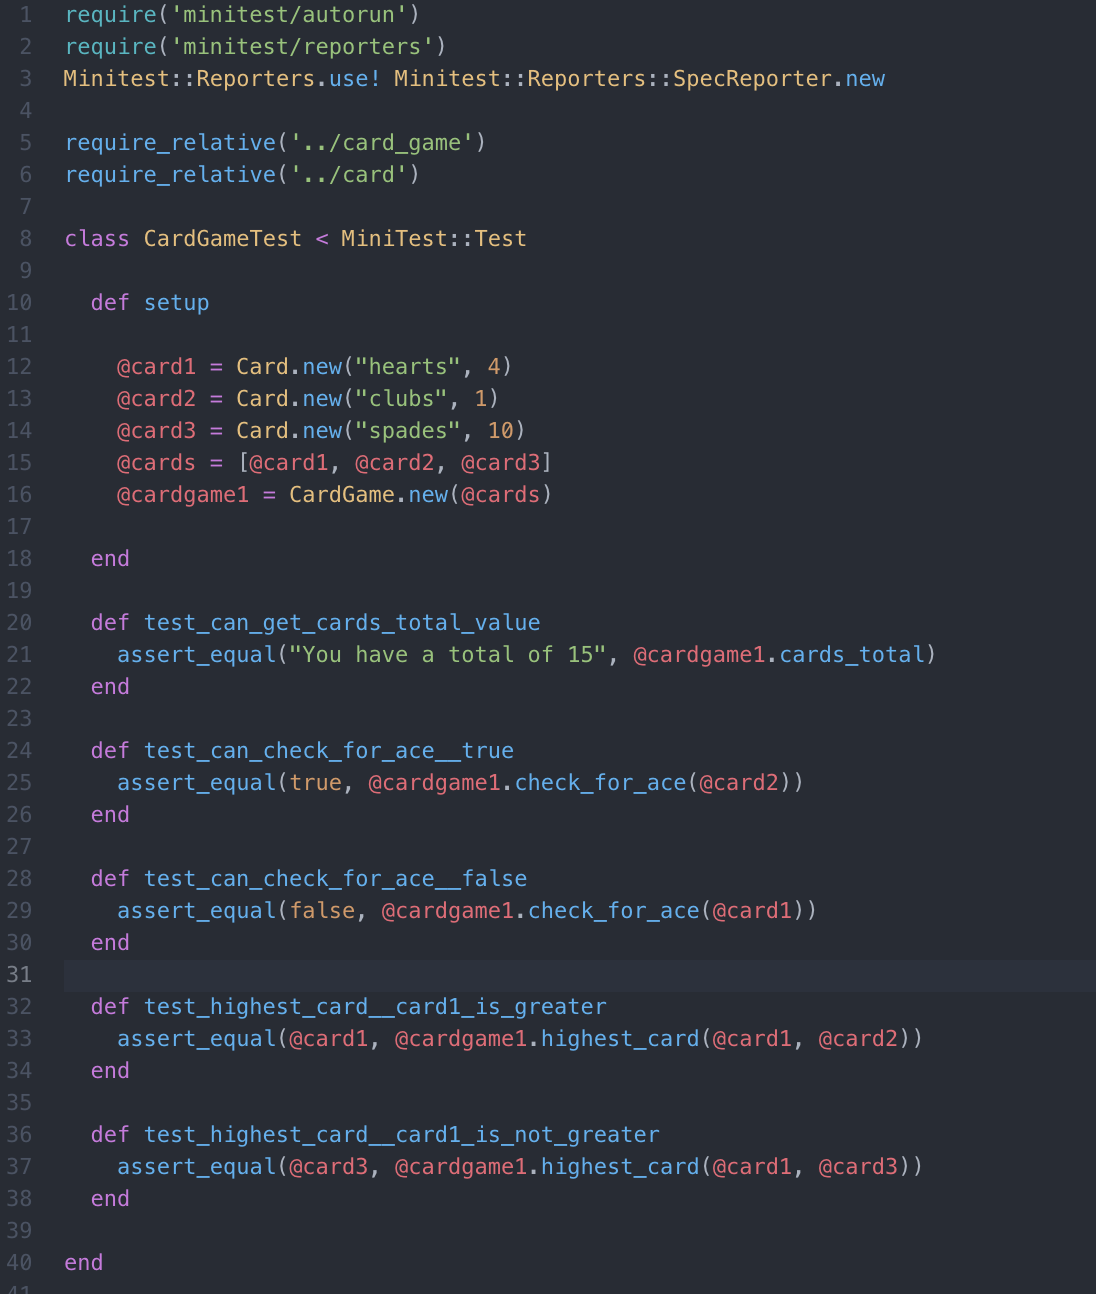 1 require('minitest/autorun')
2 require('minitest/reporters')
3 Minitest::Reporters.use! Minitest::Reporters::SpecReporter.new
4
5 require_relative('../card_game')
6 require_relative('../card')
7
8 class CardGameTest < MiniTest::Test
9
10   def setup
11
12     @card1 = Card.new("hearts", 4)
13     @card2 = Card.new("clubs", 1)
14     @card3 = Card.new("spades", 10)
15     @cards = [@card1, @card2, @card3]
16     @cardgame1 = CardGame.new(@cards)
17
18   end
19
20   def test_can_get_cards_total_value
21     assert_equal("You have a total of 15", @cardgame1.cards_total)
22   end
23
24   def test_can_check_for_ace__true
25     assert_equal(true, @cardgame1.check_for_ace(@card2))
26   end
27
28   def test_can_check_for_ace__false
29     assert_equal(false, @cardgame1.check_for_ace(@card1))
30   end
31
32   def test_highest_card__card1_is_greater
33     assert_equal(@card1, @cardgame1.highest_card(@card1, @card2))
34   end
35
36   def test_highest_card__card1_is_not_greater
37     assert_equal(@card3, @cardgame1.highest_card(@card1, @card3))
38   end
39
40 end
41